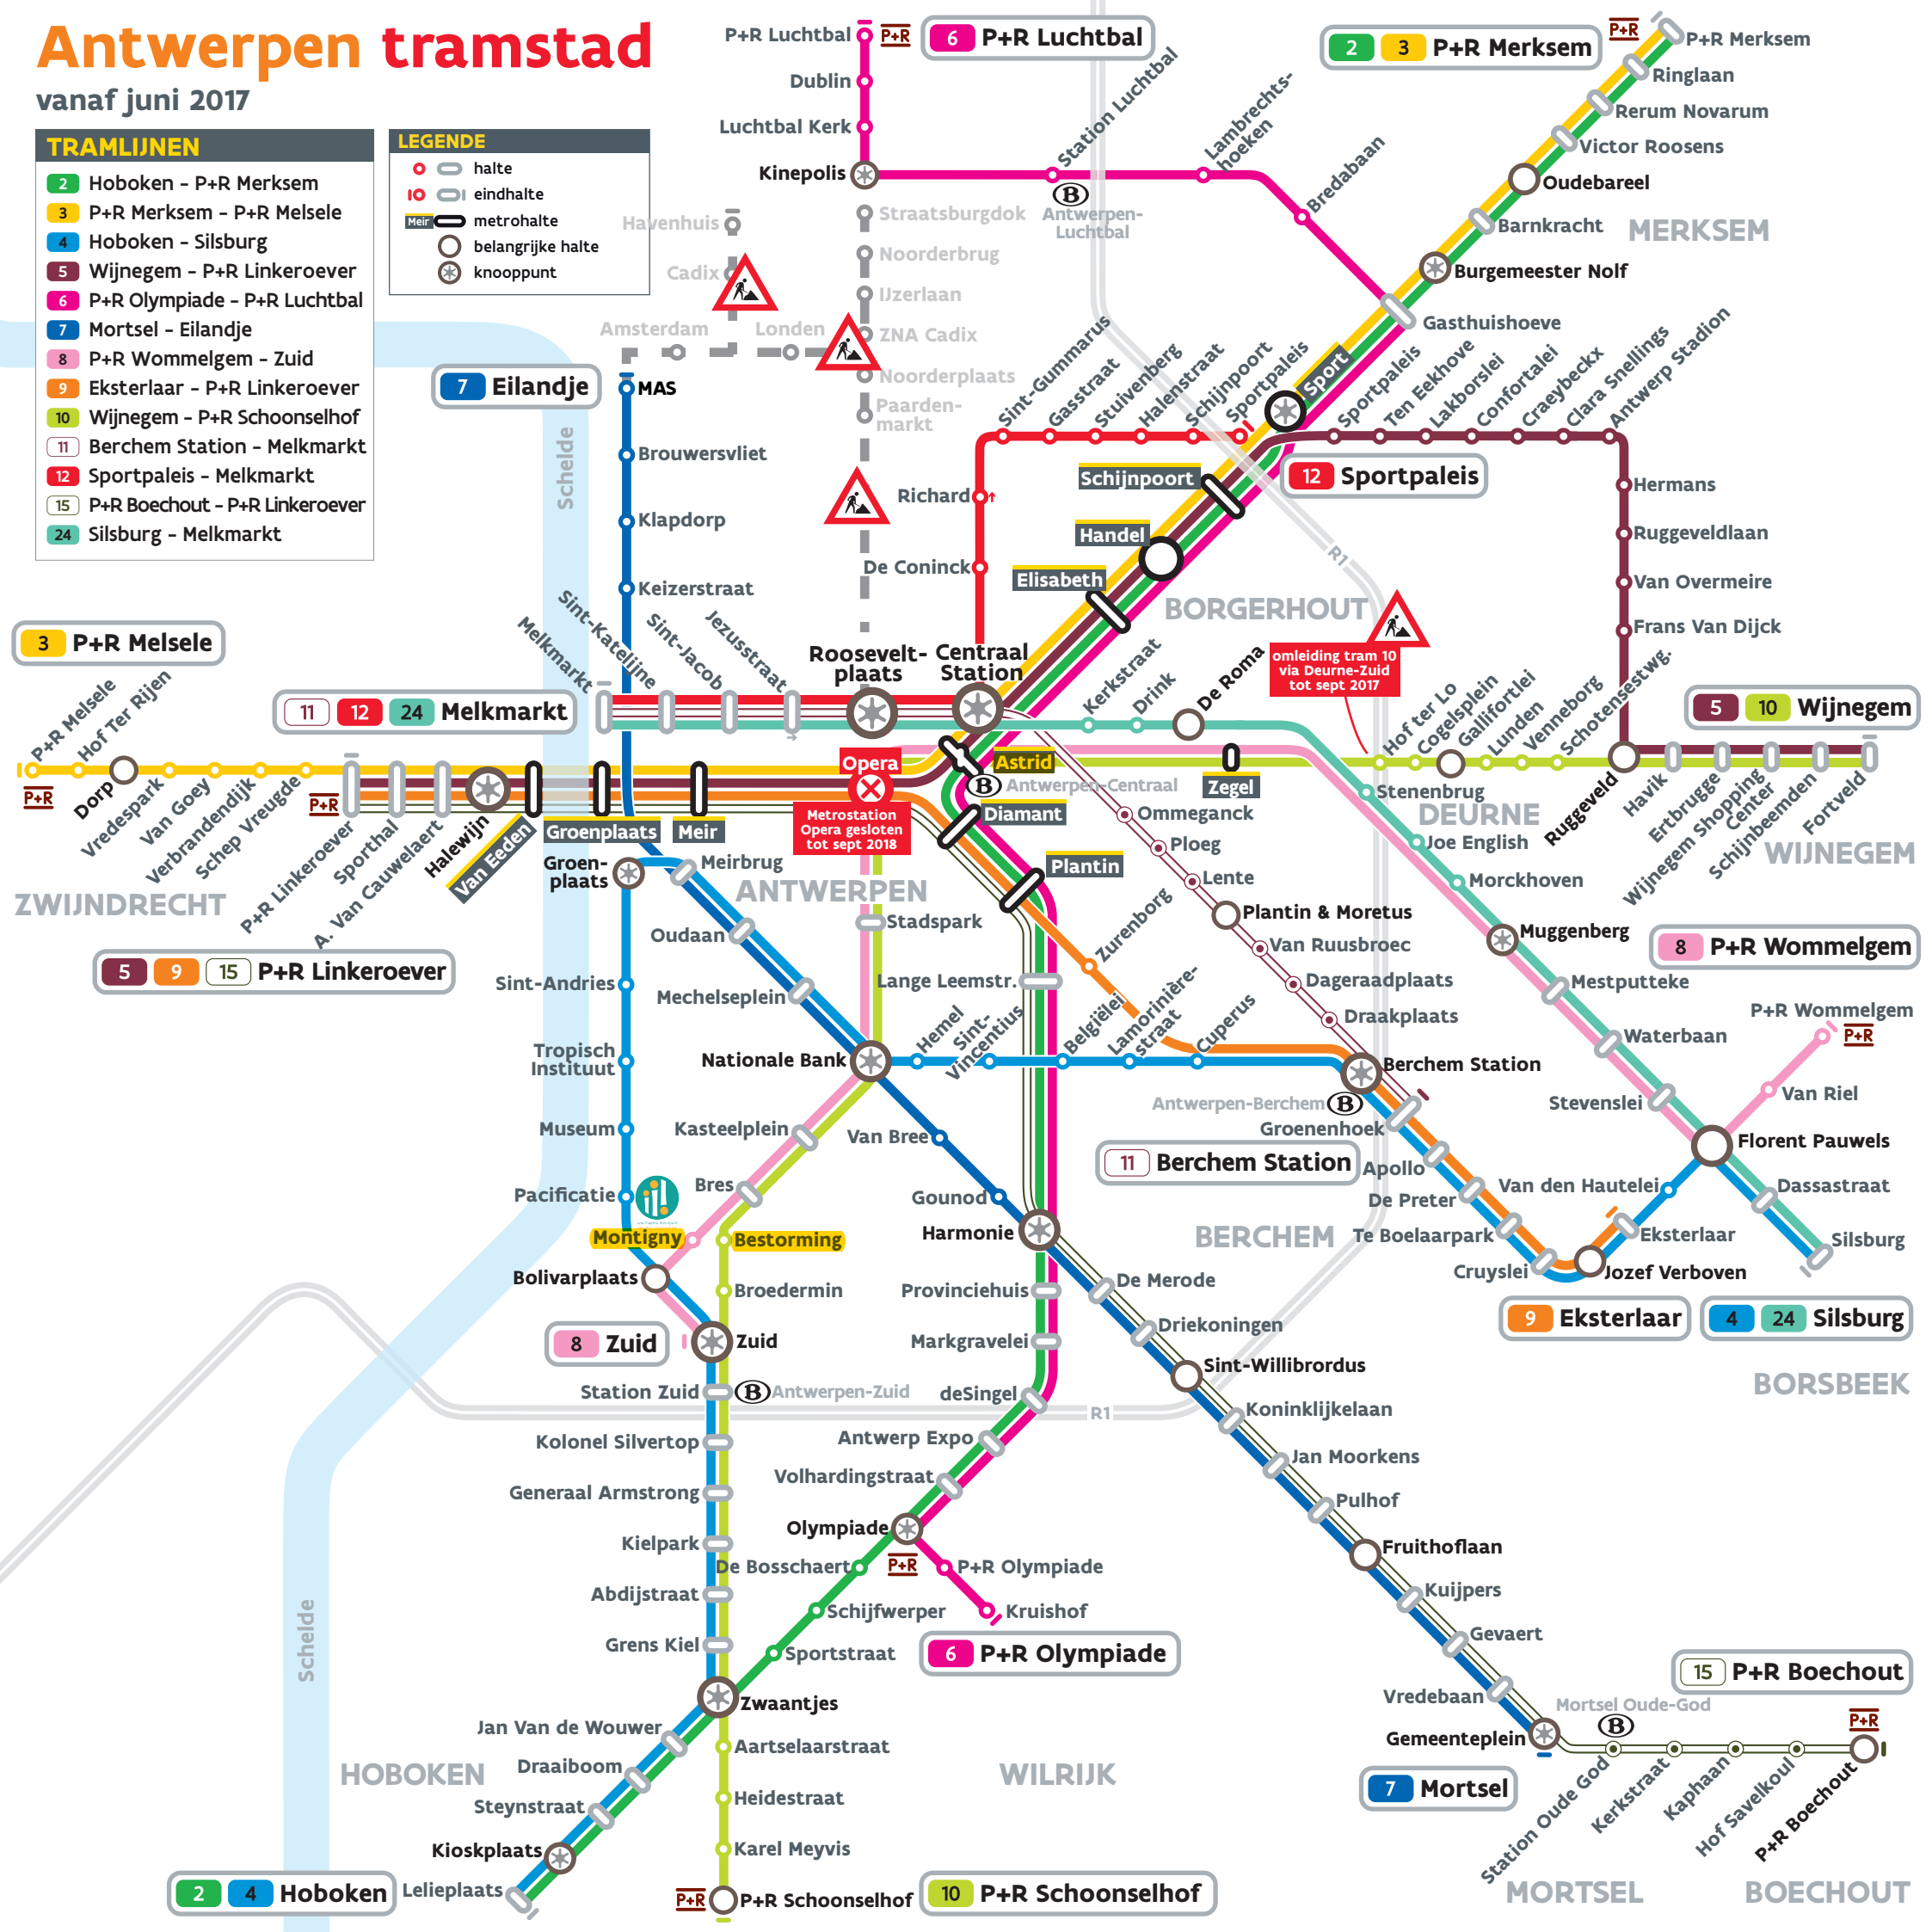 Antwerpen tramstad
vanaf juni 2017
TRAMLIJNEN
2 Hoboken - P+R Merksem
3 P+R Merksem - P+R Melsele
4 Hoboken - Silsburg
5 Wijnegem - P+R Linkeroever
6 P+R Olympiade - P+R Luchtbal
7 Mortsel - Eilandje
8 P+R Wommelgem - Zuid
9 Eksterlaar - P+R Linkeroever
10 Wijnegem - P+R Schoonselhof
11 Berchem Station - Melkmarkt
12 Sportpaleis - Melkmarkt
15 P+R Boechout - P+R Linkeroever
24 Silsburg - Melkmarkt
LEGENDE
halte
eindhalte
Meir metrohalte
belangrijke halte
knooppunt
P+R Luchtbal
P+R
6 P+R Luchtbal
Dublin
Luchtbal Kerk
Kinepolis
Station Luchtbal
B
Antwerpen-
Luchtbal
Lambrechts-
hoeken
Bredabaan
2 3 P+R Merksem
P+R
P+R Merksem
Ringlaan
Rerum Novarum
Victor Roosens
Oudebareel
Barnkracht
MERKSEM
Burgemeester Nolf
Gasthuishoeve
Havenhuis
Cadix
Amsterdam
Londen
Straatsburgdok
Noorderbrug
IJzerlaan
ZNA Cadix
Noorderplaats
Paarden-
markt
7 Eilandje
MAS
Brouwersvliet
Klapdorp
Keizerstraat
Schelde
Sint-Gummarus
Gasstraat
Stuivenberg
Halenstraat
Schijnpoort
Sportpaleis
Sport
Sportpaleis
Ten Eekhove
Lakborslei
Confortalei
Craeybeckx
Clara Snellings
Antwerp Stadion
12 Sportpaleis
Richard
De Coninck
Schijnpoort
Handel
Elisabeth
R1
BORGERHOUT
Hermans
Ruggeveldlaan
Van Overmeire
Frans Van Dijck
omleiding tram 10
via Deurne-Zuid
tot sept 2017
3 P+R Melsele
P+R Melsele
Hof Ter Rijen
P+R
Dorp
Vredespark
Van Goey
Verbrandendijk
Schep Vreugde
ZWIJNDRECHT
11 12 24 Melkmarkt
Melkmarkt
Sint-Katelijne
Sint-Jacob
Jezusstraat
Roosevelt-
plaats
Centraal
Station
Kerkstraat
Drink
De Roma
Hof ter Lo
Cogelsplein
Gallifortlei
Lunden
Venneborg
Schotensestwg.
5 10 Wijnegem
P+R
P+R Linkeroever
Sporthal
A. Van Cauwelaert
Halewijn
Van Eeden
Groenplaats
Meir
Opera
Metrostation
Opera gesloten
tot sept 2018
Astrid
B
Antwerpen-Centraal
Diamant
Plantin
Zegel
Ruggeveld
Havik
Ertbrugge
Wijnegem Shopping
Center
Schijnbeemden
Fortveld
WIJNEGEM
DEURNE
5 9 15 P+R Linkeroever
Groen-
plaats
Meirbrug
ANTWERPEN
Oudaan
Mechelseplein
Sint-Andries
Tropisch
Instituut
Museum
Pacificatie
Montigny
Bolivarplaats
Stadspark
Lange Leemstr.
Nationale Bank
Hemel
Sint-
Vincentius
Belgiëlei
Lamorinière-
straat
Cuperus
Zurenborg
Ommeganck
Ploeg
Lente
Plantin & Moretus
Van Ruusbroec
Dageraadplaats
Draakplaats
Berchem Station
Antwerpen-Berchem B
Groenenhoek
11 Berchem Station
Apollo
De Preter
Te Boelaarpark
Cruyslei
Jozef Verboven
Eksterlaar
Van den Hautelei
BERCHEM
Stenenbrug
Joe English
Morckhoven
Muggenberg
Mestputteke
Waterbaan
Stevenslei
Florent Pauwels
Dassastraat
Silsburg
8 P+R Wommelgem
P+R Wommelgem
P+R
Van Riel
9 Eksterlaar
4 24 Silsburg
BORSBEEK
Kasteelplein
Bres
Bestorming
Broedermin
8 Zuid
Zuid
Station Zuid
B Antwerpen-Zuid
Kolonel Silvertop
Generaal Armstrong
Kielpark
Abdijstraat
Grens Kiel
Zwaantjes
Van Bree
Gounod
Harmonie
Provinciehuis
Markgravelei
deSingel
R1
Antwerp Expo
Volhardingstraat
Olympiade
P+R
De Bosschaert
Schijfwerper
Sportstraat
P+R Olympiade
Kruishof
6 P+R Olympiade
De Merode
Driekoningen
Sint-Willibrordus
Koninklijkelaan
Jan Moorkens
Pulhof
Fruithoflaan
Kuijpers
Gevaert
Vredebaan
Gemeenteplein
7 Mortsel
Mortsel Oude-God
B
15 P+R Boechout
P+R
Station Oude God
Kerkstraat
Kaphaan
Hof Savelkoul
P+R Boechout
MORTSEL
BOECHOUT
Schelde
HOBOKEN
WILRIJK
Jan Van de Wouwer
Draaiboom
Steynstraat
Kioskplaats
Lelieplaats
2 4 Hoboken
Aartselaarstraat
Heidestraat
Karel Meyvis
P+R
P+R Schoonselhof
10 P+R Schoonselhof